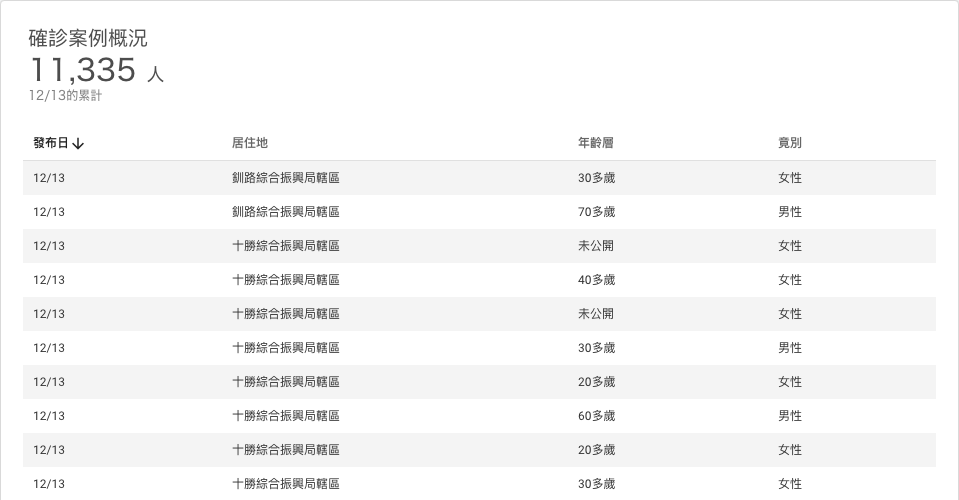 確診案例概況
11,335 人
12/13的累計
發布日↓ 居住地 年齡層 竟別
12/13 釧路綜合振興局轄區 30多歲 女性
12/13 釧路綜合振興局轄區 70多歲 男性
12/13 十勝綜合振興局轄區 未公開 女性
12/13 十勝綜合振興局轄區 40多歲 女性
12/13 十勝綜合振興局轄區 未公開 女性
12/13 十勝綜合振興局轄區 30多歲 男性
12/13 十勝綜合振興局轄區 20多歲 女性
12/13 十勝綜合振興局轄區 60多歲 男性
12/13 十勝綜合振興局轄區 20多歲 女性
12/13 十勝綜合振興局轄區 30多歲 女性